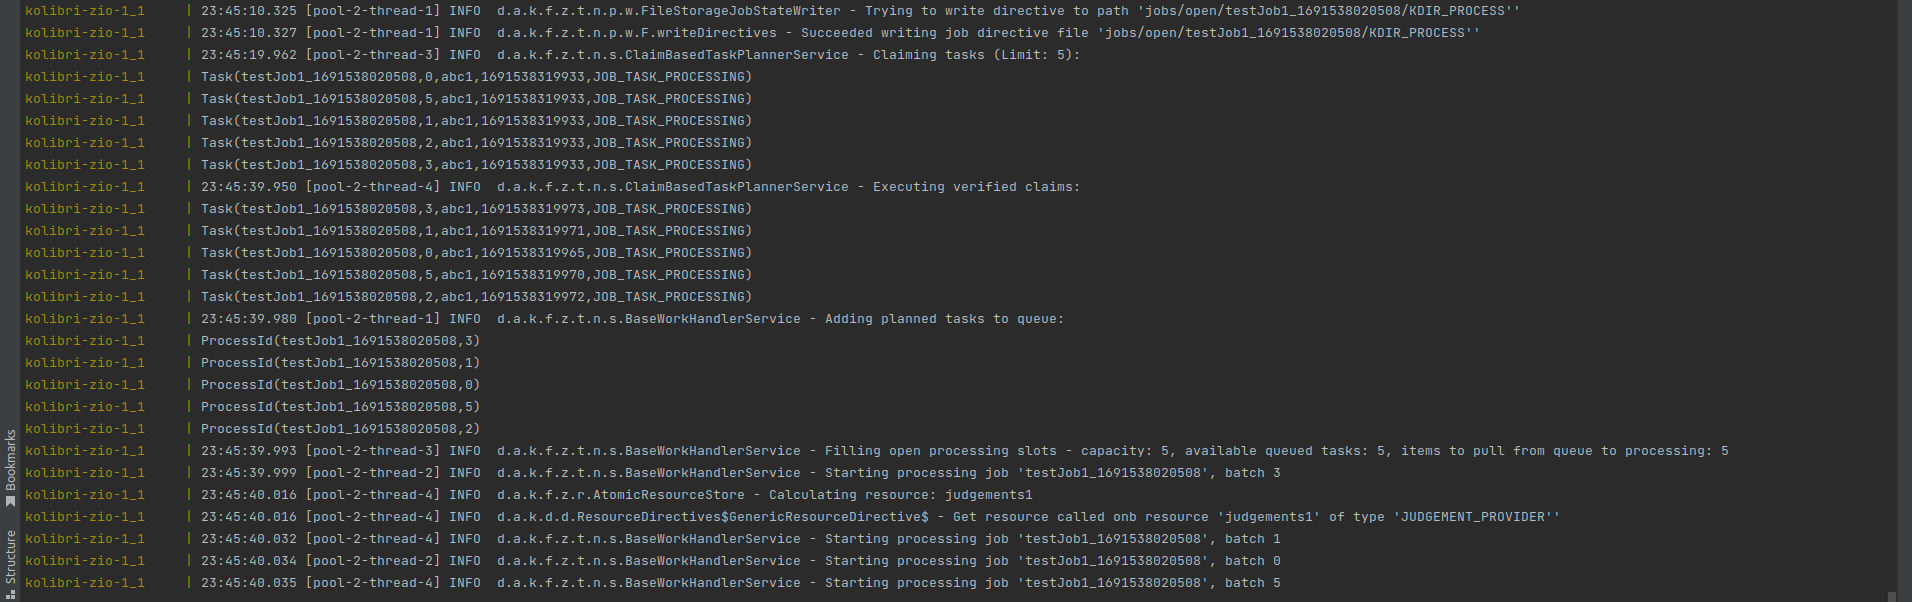 kolibri-zio-1_1     | 23:45:10.325 [pool-2-thread-1] INFO  d.a.k.f.z.t.n.p.w.FileStorageJobStateWriter - Trying to write directive to path 'jobs/open/testJob1_1691538020508/KDIR_PROCESS''
kolibri-zio-1_1     | 23:45:10.327 [pool-2-thread-1] INFO  d.a.k.f.z.t.n.p.w.F.writeDirectives - Succeeded writing job directive file 'jobs/open/testJob1_1691538020508/KDIR_PROCESS''
kolibri-zio-1_1     | 23:45:19.962 [pool-2-thread-3] INFO  d.a.k.f.z.t.n.s.ClaimBasedTaskPlannerService - Claiming tasks (Limit: 5):
kolibri-zio-1_1     | Task(testJob1_1691538020508,0,abc1,1691538319933,JOB_TASK_PROCESSING)
kolibri-zio-1_1     | Task(testJob1_1691538020508,5,abc1,1691538319933,JOB_TASK_PROCESSING)
kolibri-zio-1_1     | Task(testJob1_1691538020508,1,abc1,1691538319933,JOB_TASK_PROCESSING)
kolibri-zio-1_1     | Task(testJob1_1691538020508,2,abc1,1691538319933,JOB_TASK_PROCESSING)
kolibri-zio-1_1     | Task(testJob1_1691538020508,3,abc1,1691538319933,JOB_TASK_PROCESSING)
kolibri-zio-1_1     | 23:45:39.950 [pool-2-thread-4] INFO  d.a.k.f.z.t.n.s.ClaimBasedTaskPlannerService - Executing verified claims:
kolibri-zio-1_1     | Task(testJob1_1691538020508,3,abc1,1691538319973,JOB_TASK_PROCESSING)
kolibri-zio-1_1     | Task(testJob1_1691538020508,1,abc1,1691538319971,JOB_TASK_PROCESSING)
kolibri-zio-1_1     | Task(testJob1_1691538020508,0,abc1,1691538319965,JOB_TASK_PROCESSING)
kolibri-zio-1_1     | Task(testJob1_1691538020508,5,abc1,1691538319970,JOB_TASK_PROCESSING)
kolibri-zio-1_1     | Task(testJob1_1691538020508,2,abc1,1691538319972,JOB_TASK_PROCESSING)
kolibri-zio-1_1     | 23:45:39.980 [pool-2-thread-1] INFO  d.a.k.f.z.t.n.s.BaseWorkHandlerService - Adding planned tasks to queue:
kolibri-zio-1_1     | ProcessId(testJob1_1691538020508,3)
kolibri-zio-1_1     | ProcessId(testJob1_1691538020508,1)
kolibri-zio-1_1     | ProcessId(testJob1_1691538020508,0)
kolibri-zio-1_1     | ProcessId(testJob1_1691538020508,5)
kolibri-zio-1_1     | ProcessId(testJob1_1691538020508,2)
kolibri-zio-1_1     | 23:45:39.993 [pool-2-thread-3] INFO  d.a.k.f.z.t.n.s.BaseWorkHandlerService - Filling open processing slots - capacity: 5, available queued tasks: 5, items to pull from queue to processing: 5
kolibri-zio-1_1     | 23:45:39.999 [pool-2-thread-2] INFO  d.a.k.f.z.t.n.s.BaseWorkHandlerService - Starting processing job 'testJob1_1691538020508', batch 3
kolibri-zio-1_1     | 23:45:40.016 [pool-2-thread-4] INFO  d.a.k.f.z.r.AtomicResourceStore - Calculating resource: judgements1
kolibri-zio-1_1     | 23:45:40.016 [pool-2-thread-4] INFO  d.a.k.d.d.ResourceDirectives$GenericResourceDirective$ - Get resource called onb resource 'judgements1' of type 'JUDGEMENT_PROVIDER''
kolibri-zio-1_1     | 23:45:40.032 [pool-2-thread-4] INFO  d.a.k.f.z.t.n.s.BaseWorkHandlerService - Starting processing job 'testJob1_1691538020508', batch 1
kolibri-zio-1_1     | 23:45:40.034 [pool-2-thread-2] INFO  d.a.k.f.z.t.n.s.BaseWorkHandlerService - Starting processing job 'testJob1_1691538020508', batch 0
kolibri-zio-1_1     | 23:45:40.035 [pool-2-thread-4] INFO  d.a.k.f.z.t.n.s.BaseWorkHandlerService - Starting processing job 'testJob1_1691538020508', batch 5
Bookmarks
Structure